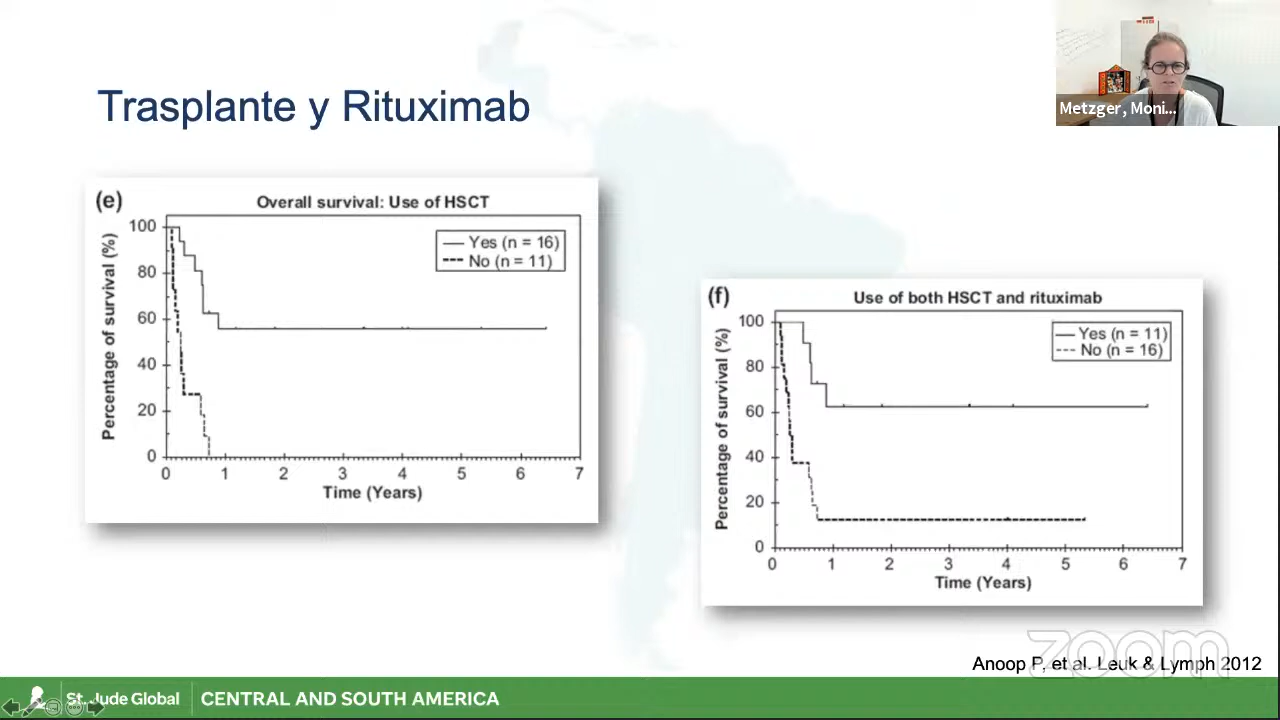 Trasplante y Rituximab
Metzger, Moni...
(e)
Overall survival: Use of HSCT
Percentage of survival (%)
100
80
60
40
20
0
Yes (n = 16)
No (n = 11)
0 1 2 3 4 5 6 7
Time (Years)
(f)
Use of both HSCT and rituximab
Percentage of survival (%)
100
80
60
40
20
0
Yes (n = 11)
No (n = 16)
0 1 2 3 4 5 6 7
Time (Years)
zoom
Anoop P, et al. Leuk & Lymph 2012
St. Jude Global
CENTRAL AND SOUTH AMERICA